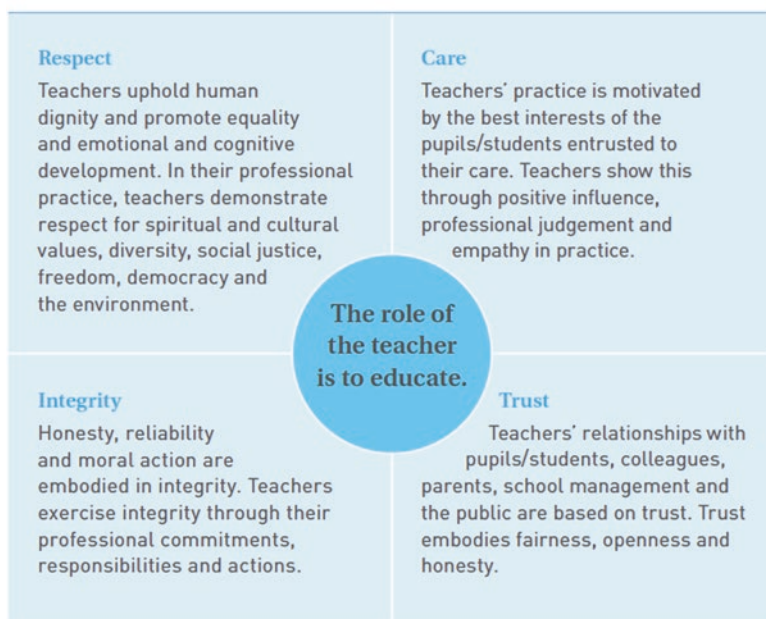 Respect
Teachers uphold human
dignity and promote equality
and emotional and cognitive
development. In their professional
practice, teachers demonstrate
respect for spiritual and cultural
values, diversity, social justice,
freedom, democracy and
the environment.
Care
Teachers' practice is motivated
by the best interests of the
pupils/students entrusted to
their care. Teachers show this
through positive influence,
professional judgement and
empathy in practice.
The role of
the teacher
is to educate.
Integrity
Honesty, reliability
and moral action are
embodied in integrity. Teachers
exercise integrity through their
professional commitments,
responsibilities and actions.
Trust
Teachers' relationships with
pupils/students, colleagues,
parents, school management and
the public are based on trust. Trust
embodies fairness, openness and
honesty.